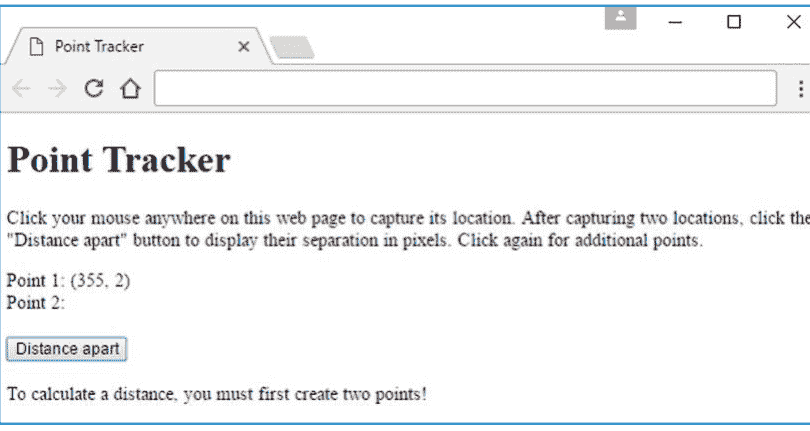 Point Tracker
Point Tracker
Click your mouse anywhere on this web page to capture its location. After capturing two locations, click the
"Distance apart" button to display their separation in pixels. Click again for additional points.
Point 1: (355, 2)
Point 2:
Distance apart
To calculate a distance, you must first create two points!